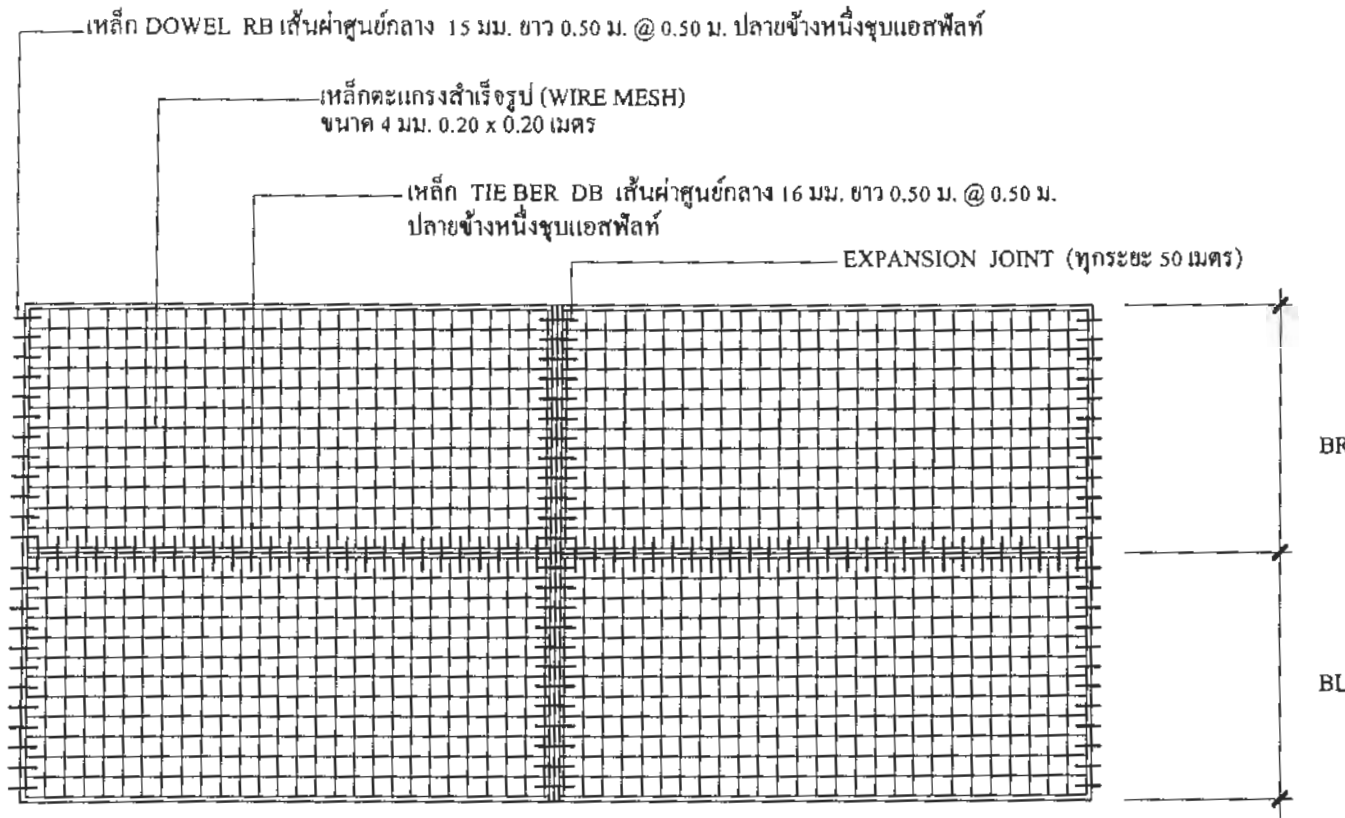 เหล็ก DOWEL RB เส้นผ่าศูนย์กลาง 15 มม. ยาว 0.50 ม. @ 0.50 ม. ปลายข้างหนึ่งชุบแอสฟัลท์
เหล็กตะแกรงสำเร็จรูป (WIRE MESH)
ขนาด 4 มม. 0.20 x 0.20 เมตร
เหล็ก TIE BER DB เส้นผ่าศูนย์กลาง 16 มม. ยาว 0.50 ม. @ 0.50 ม.
ปลายข้างหนึ่งชุบแอสฟัลท์
EXPANSION JOINT (ทุกระยะ 50 เมตร)
BR
BL